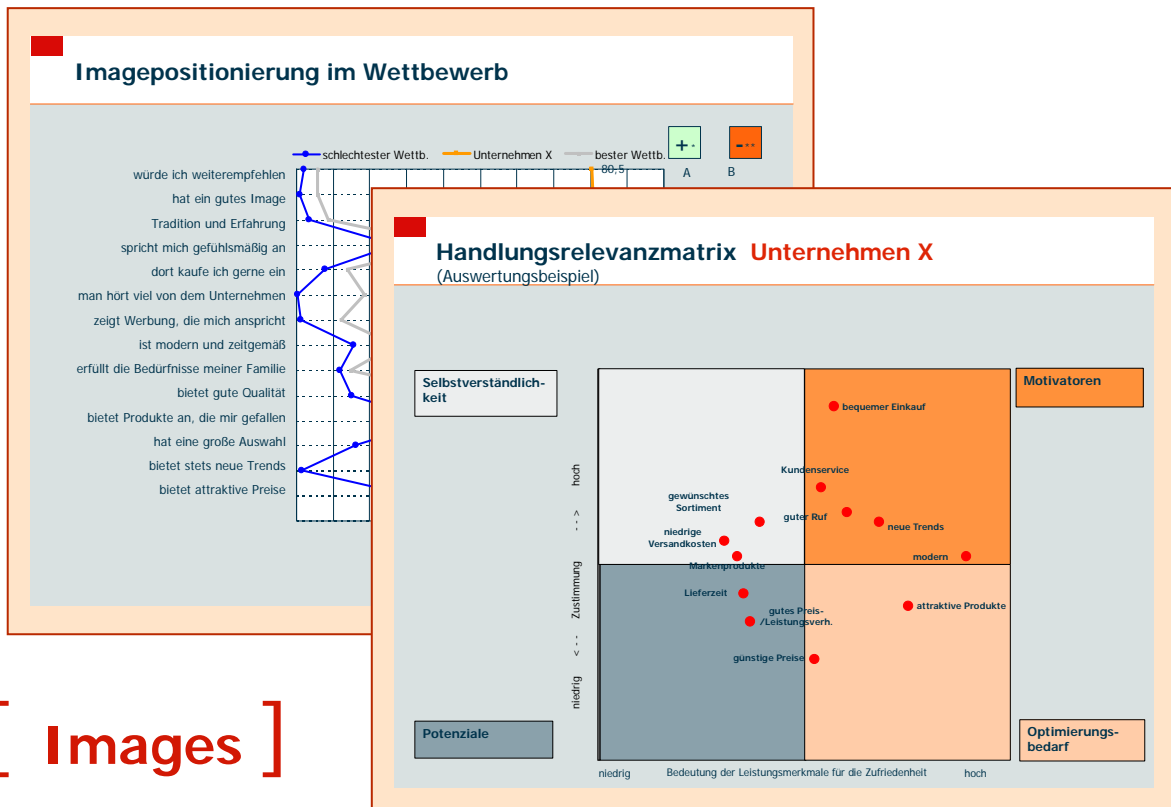 Imagepositionierung im Wettbewerb
schlechtester Wettb.
Unternehmen X
bester Wettb.
+
-
A
B
80,5
würde ich weiterempfehlen
hat ein gutes Image
Tradition und Erfahrung
spricht mich gefühlsmäßig an
dort kaufe ich gerne ein
man hört viel von dem Unternehmen
zeigt Werbung, die mich anspricht
ist modern und zeitgemäß
erfüllt die Bedürfnisse meiner Familie
bietet gute Qualität
bietet Produkte an, die mir gefallen
hat eine große Auswahl
bietet stets neue Trends
bietet attraktive Preise
Handlungsrelevanzmatrix Unternehmen X
(Auswertungsbeispiel)
Selbstverständlich-
keit
Motivatoren
bequemer Einkauf
Kundenservice
gewünschtes
Sortiment
guter Ruf
neue Trends
niedrige
Versandkosten
Markenprodukte
modern
Lieferzeit
gutes Preis-
/Leistungsverh.
attraktive Produkte
günstige Preise
niedrig <-- Zustimmung --> hoch
Potenziale
Optimierungs-
bedarf
niedrig
Bedeutung der Leistungsmerkmale für die Zufriedenheit
hoch
[ Images ]